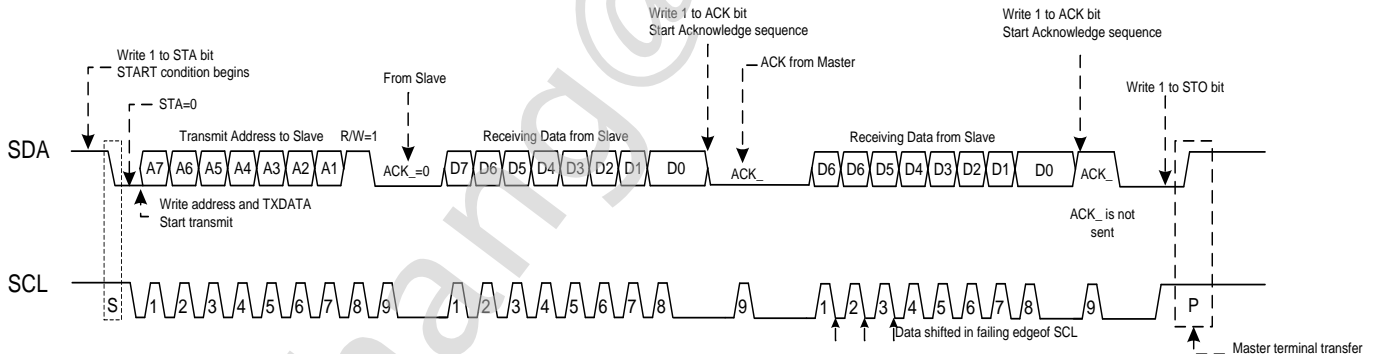 Write 1 to ACK bit
Start Acknowledge sequence
Write 1 to ACK bit
Start Acknowledge sequence
Write 1 to STA bit
START condition begins
ACK from Master
From Slave
Write 1 to STO bit
STA=0
Transmit Address to Slave
R/W=1
Receiving Data from Slave
Receiving Data from Slave
SDA
A7 A6 A5 A4 A3 A2 A1 ACK_=0 D7 D6 D5 D4 D3 D2 D1 D0 ACK_ D6 D6 D5 D4 D3 D2 D1 D0 ACK_
Write address and TXDATA
Start transmit
ACK_ is not
sent
SCL
S 1 2 3 4 5 6 7 8 9 1 2 3 4 5 6 7 8 9 1 2 3 4 5 6 7 8 9 P
Data shifted in failing edgeof SCL
Master terminal transfer
hang@